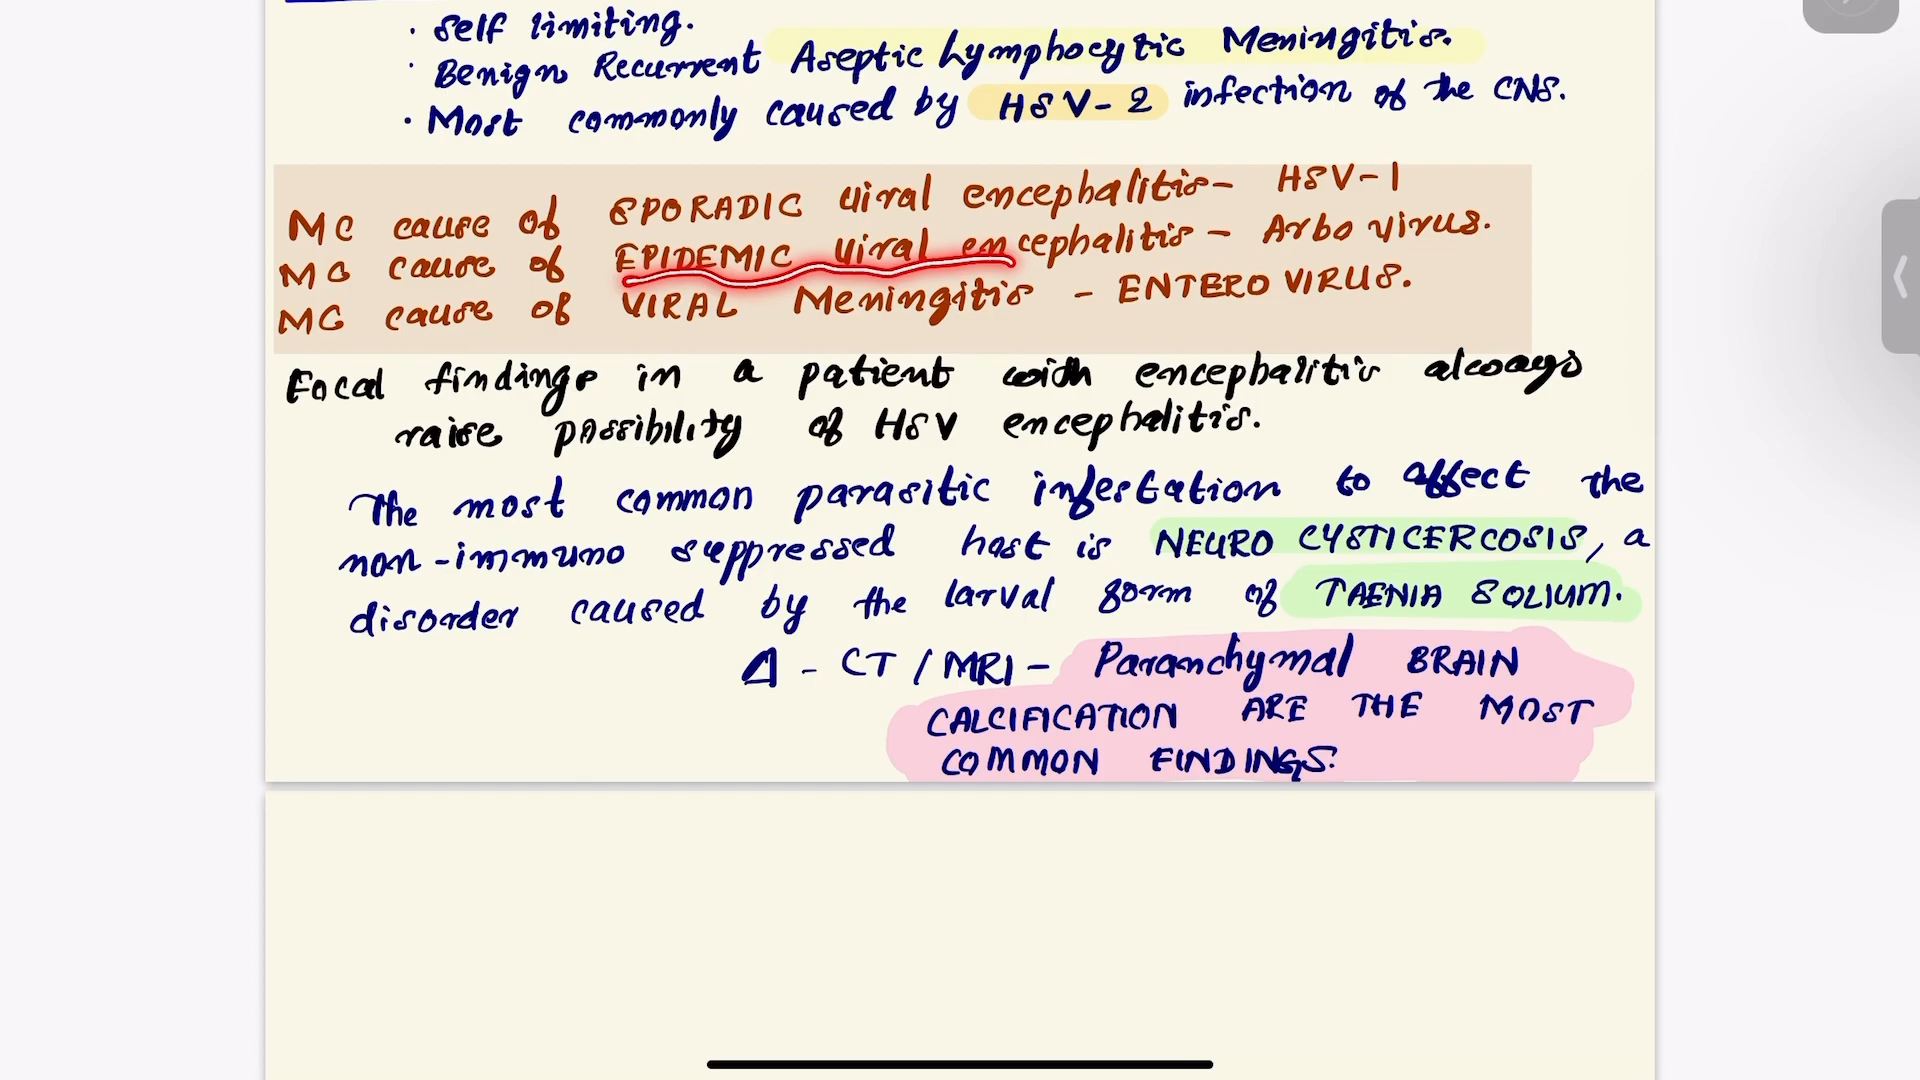 · Self limiting.
· Benign Recurrent Aseptic Lymphocytic Meningitis.
· Most commonly caused by HSV-2 infection of the CNS.
MC cause of SPORADIC viral encephalitis- HSV-1
MC cause of EPIDEMIC viral encephalitis - Arbo virus.
MC cause of VIRAL Meningitis - ENTERO VIRUS.
Focal findings in a patient with encephalitis always
raise possibility of HSV encephalitis.
The most common parasitic infestation to affect the
non-immuno suppressed host is NEURO CYSTICERCOSIS, a
disorder caused by the larval form of TAENIA SOLIUM.
Δ - CT / MRI - Paranchymal BRAIN
CALCIFICATION ARE THE MOST
COMMON FINDINGS.